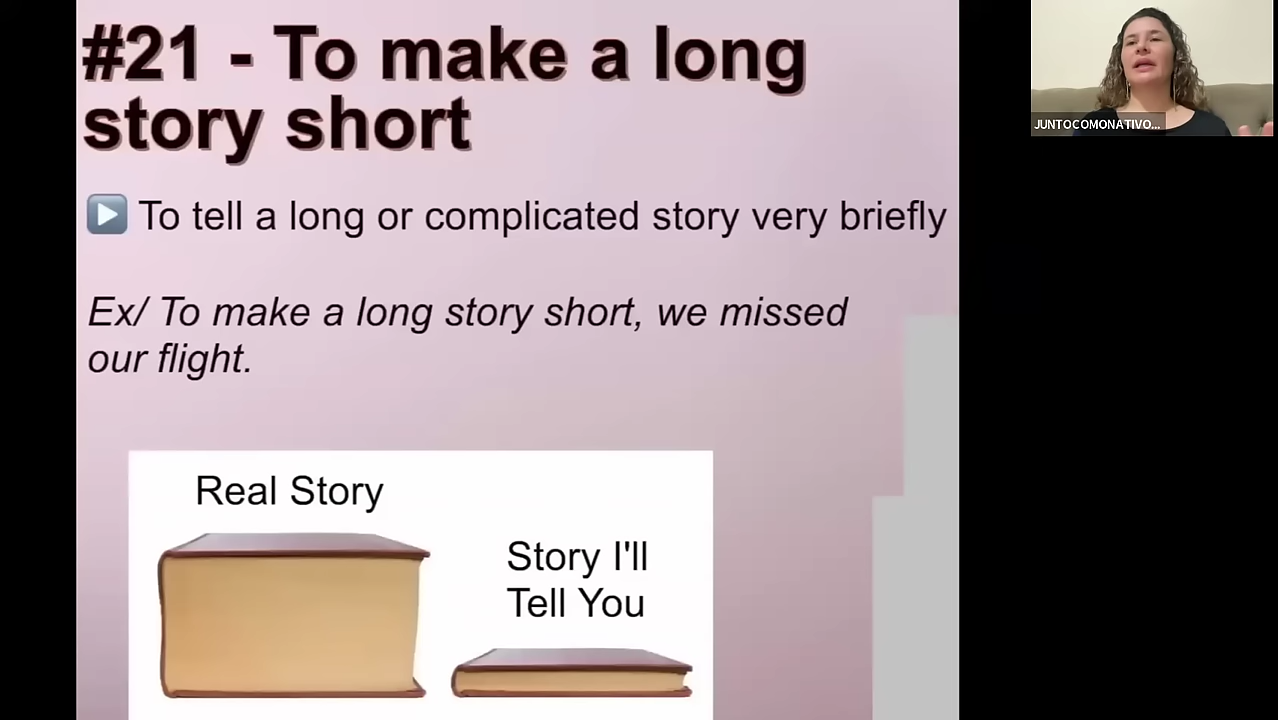 #21 - To make a long
story short
To tell a long or complicated story very briefly
Ex/ To make a long story short, we missed
our flight.
Real Story
Story I'll
Tell You
JUNTOCOMONATIVO...